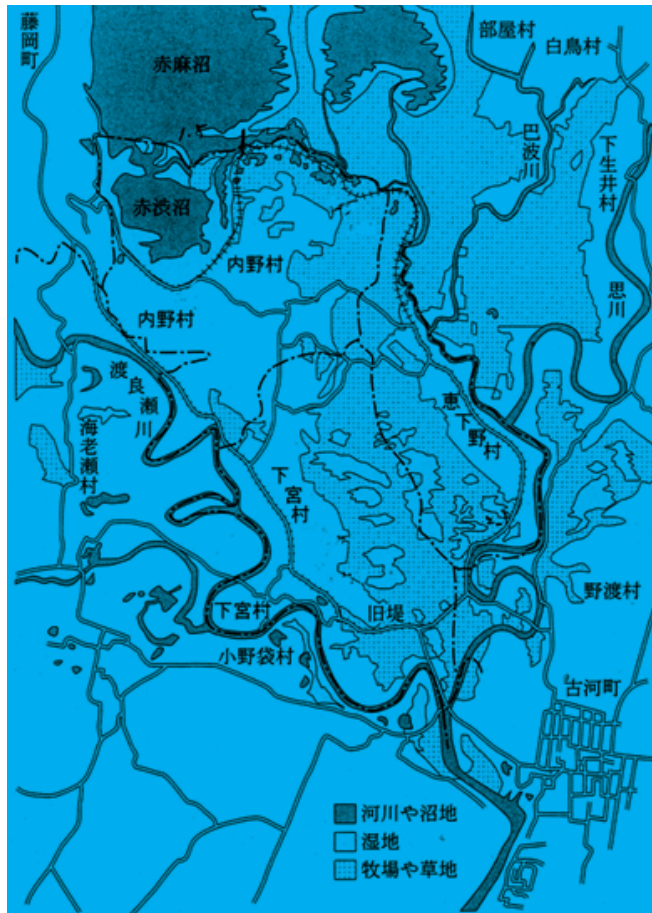 藤岡町
赤麻沼
部屋村
白鳥村
巴波川
下生井村
赤渋沼
内野村
思川
内野村
渡良瀬川
恵下野村
海老瀬村
下宮村
野渡村
下宮村
旧堤
小野袋村
古河町
河川や沼地
湿地
牧場や草地